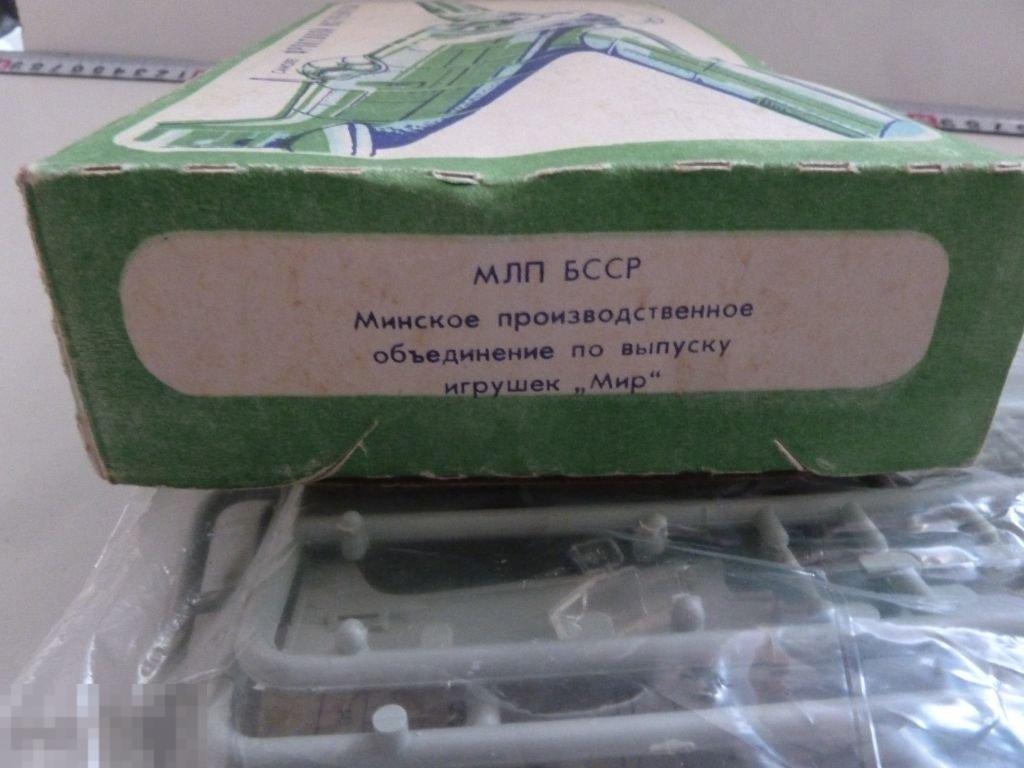 МЛП БССР
Минское производственное
объединение по выпуску
игрушек „Мир“